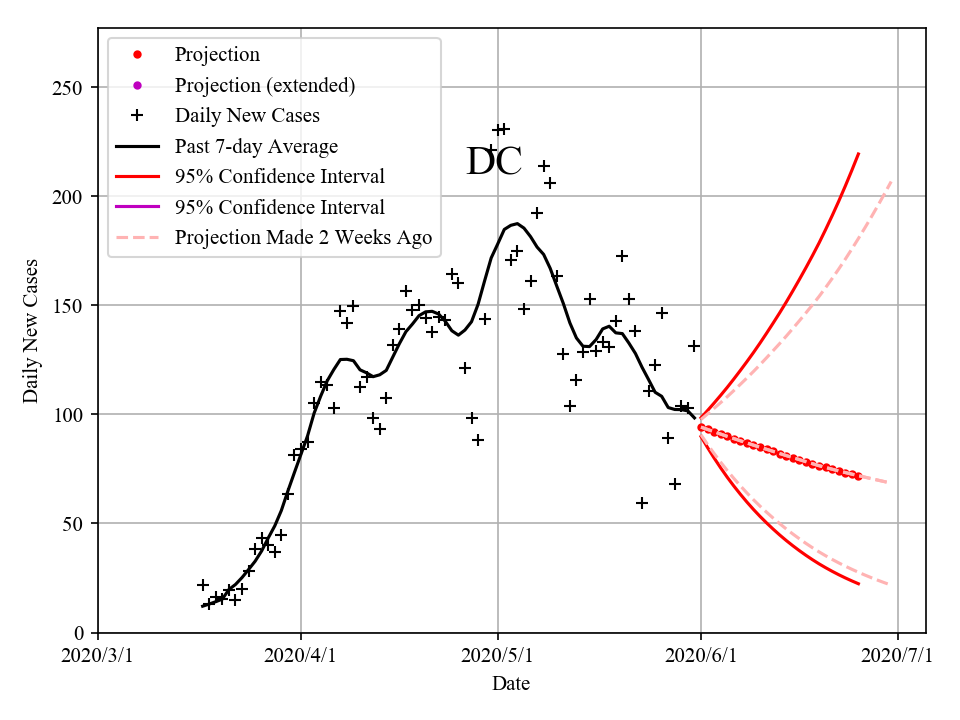 250
200
150
100
50
0
Daily New Cases
Projection
Projection (extended)
Daily New Cases
Past 7-day Average
95% Confidence Interval
95% Confidence Interval
Projection Made 2 Weeks Ago
DC
2020/3/1 2020/4/1 2020/5/1 2020/6/1 2020/7/1
Date